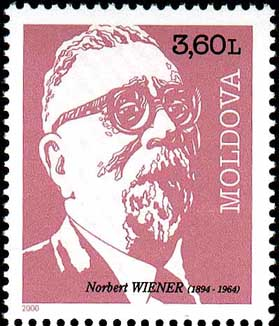 3,60L
MOLDOVA
Norbert WIENER (1894 - 1964)
2000